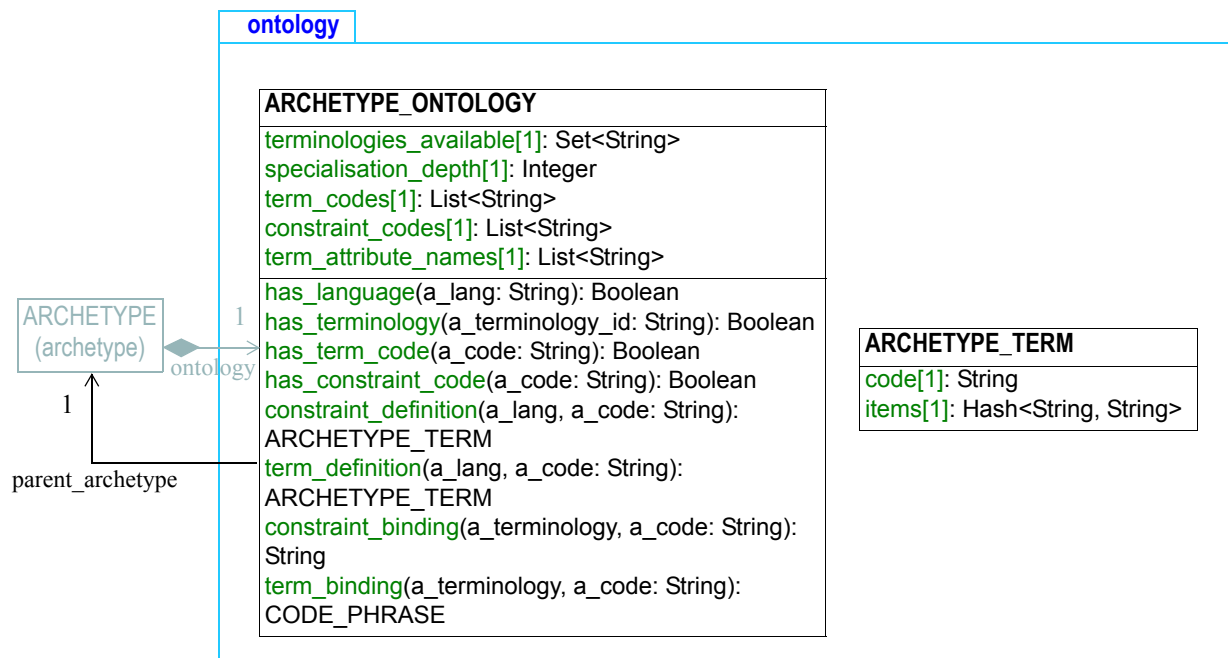 ontology
ARCHETYPE_ONTOLOGY
terminologies_available[1]: Set<String>
specialisation_depth[1]: Integer
term_codes[1]: List<String>
constraint_codes[1]: List<String>
term_attribute_names[1]: List<String>
has_language(a_lang: String): Boolean
has_terminology(a_terminology_id: String): Boolean
has_term_code(a_code: String): Boolean
has_constraint_code(a_code: String): Boolean
constraint_definition(a_lang, a_code: String):
ARCHETYPE_TERM
term_definition(a_lang, a_code: String):
ARCHETYPE_TERM
constraint_binding(a_terminology, a_code: String):
String
term_binding(a_terminology, a_code: String):
CODE_PHRASE
ARCHETYPE
(archetype)
1
ontology
1
parent_archetype
ARCHETYPE_TERM
code[1]: String
items[1]: Hash<String, String>